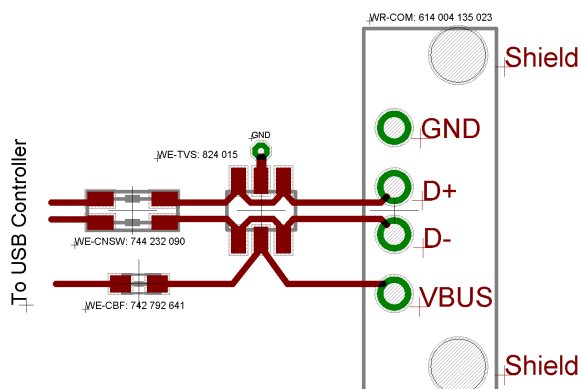 WR-COM: 614 004 135 023
Shield
GND
GND
WE-TVS: 824 015
D+
To USB Controller
WE-CNSW: 744 232 090
D-
VBUS
WE-CBF: 742 792 641
Shield